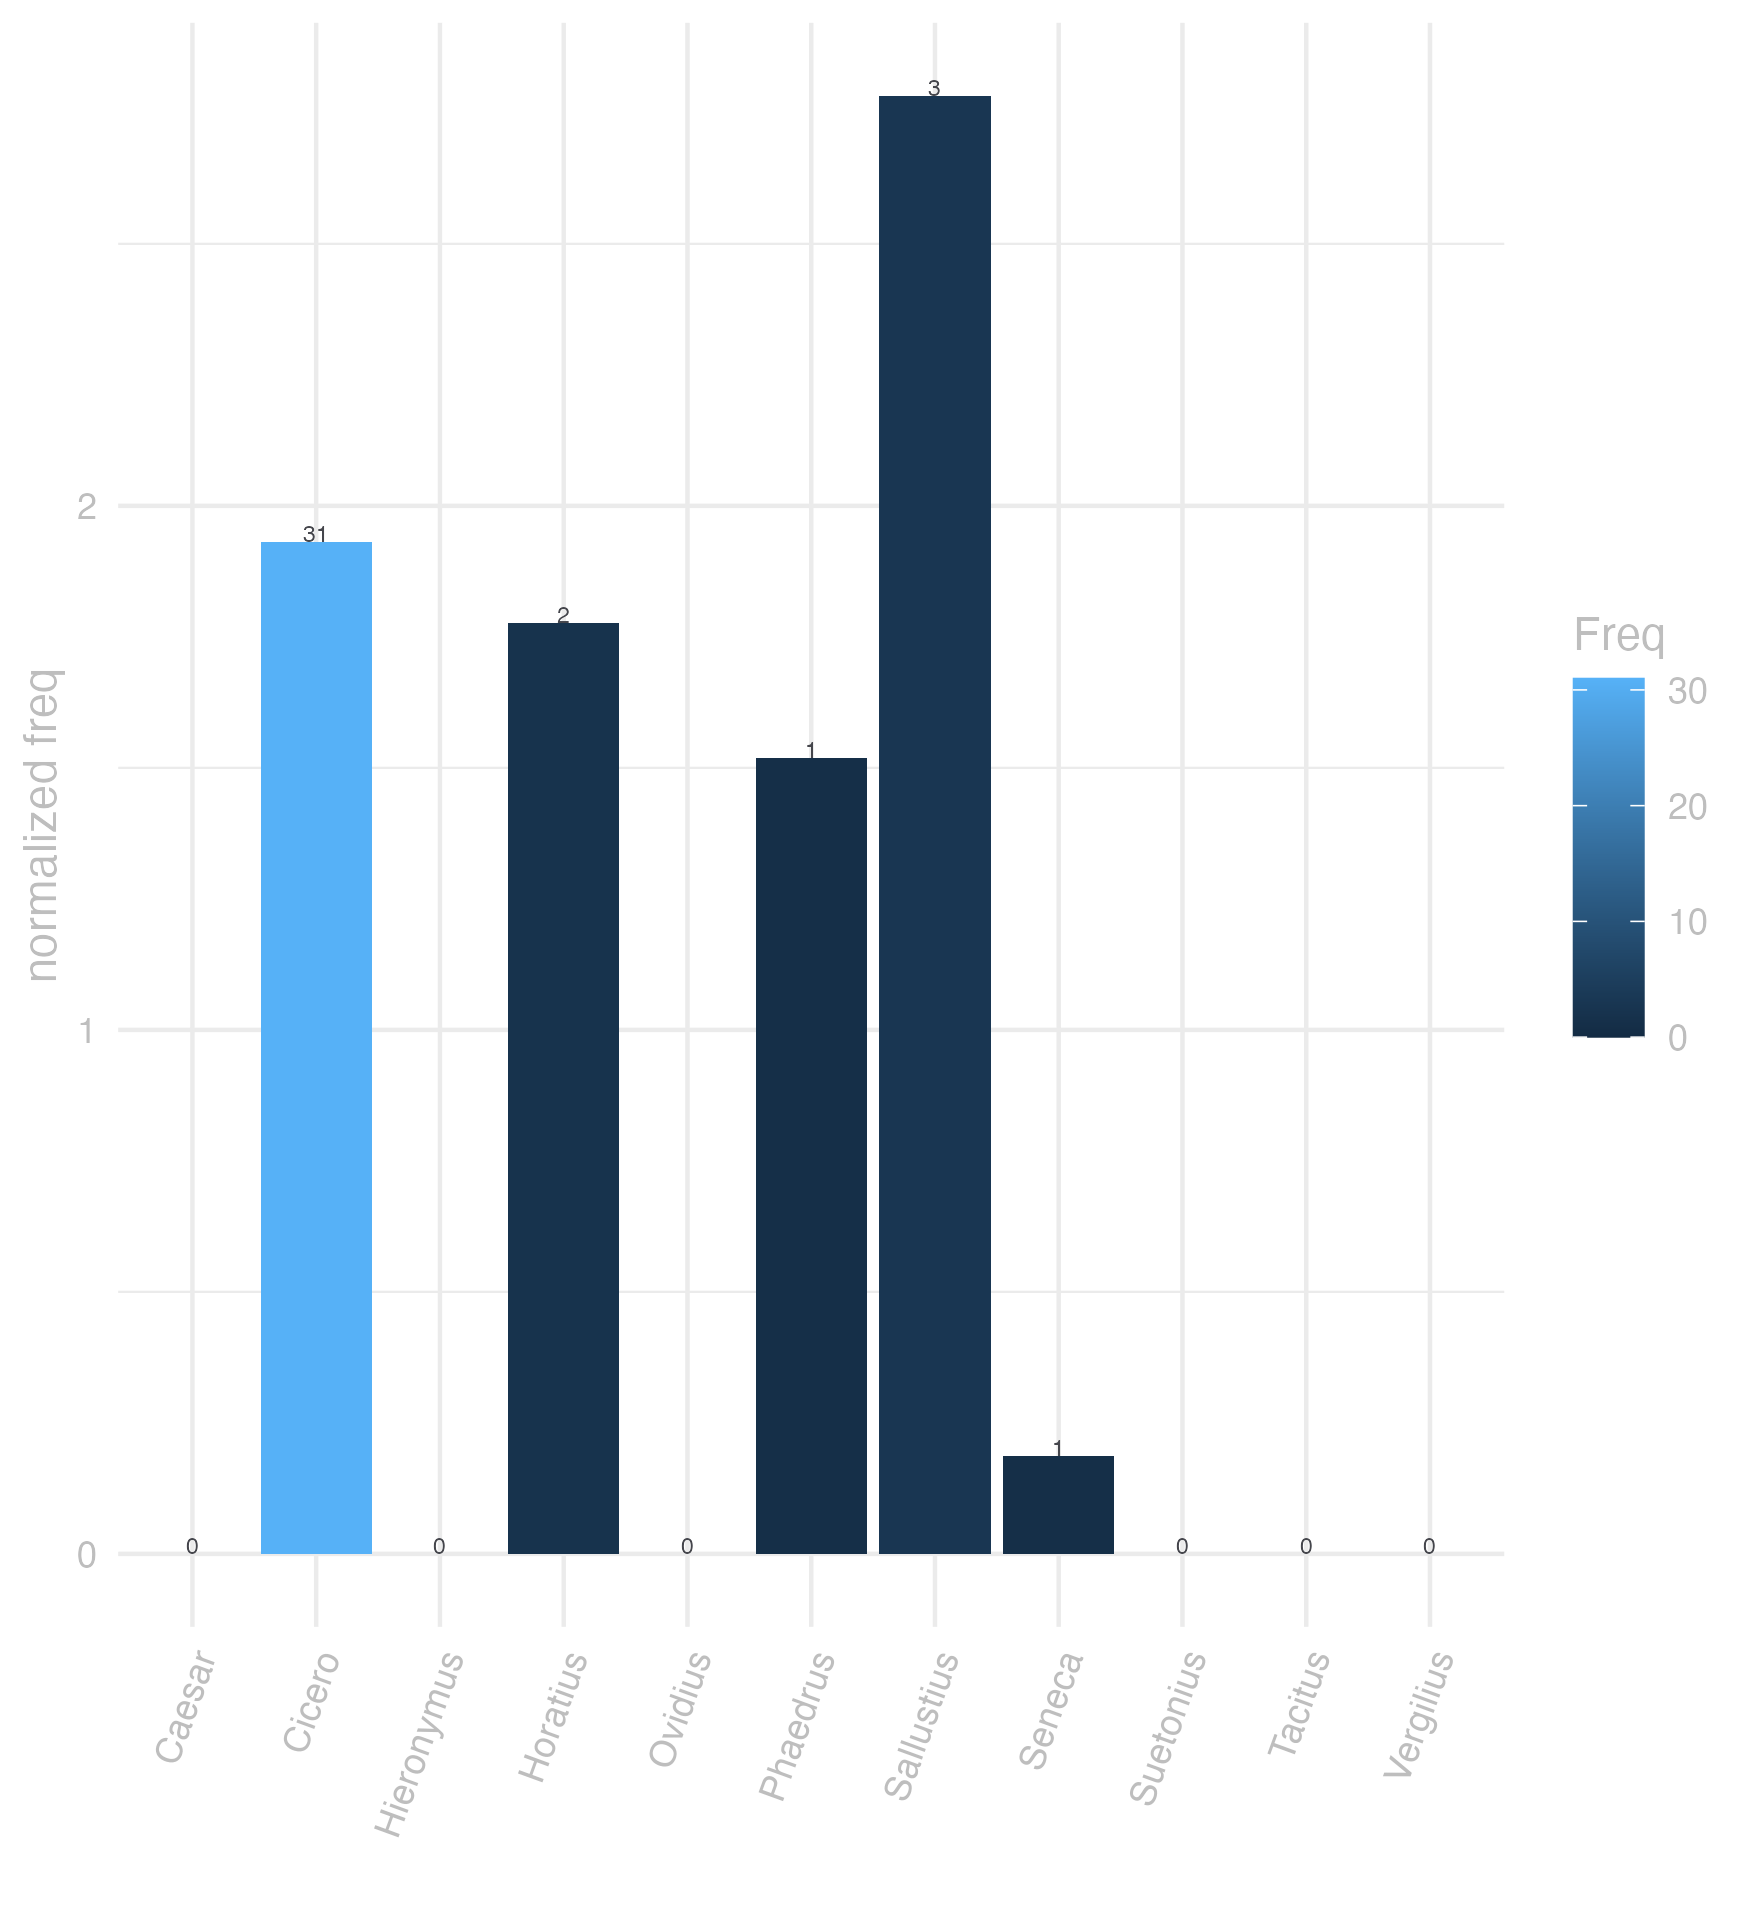 3
2
31
2
1
1
1
0
0
0
0
0
0
0
normalized freq
Caesar
Cicero
Hieronymus
Horatius
Ovidius
Phaedrus
Sallustius
Seneca
Suetonius
Tacitus
Vergilius
Freq
30
20
10
0